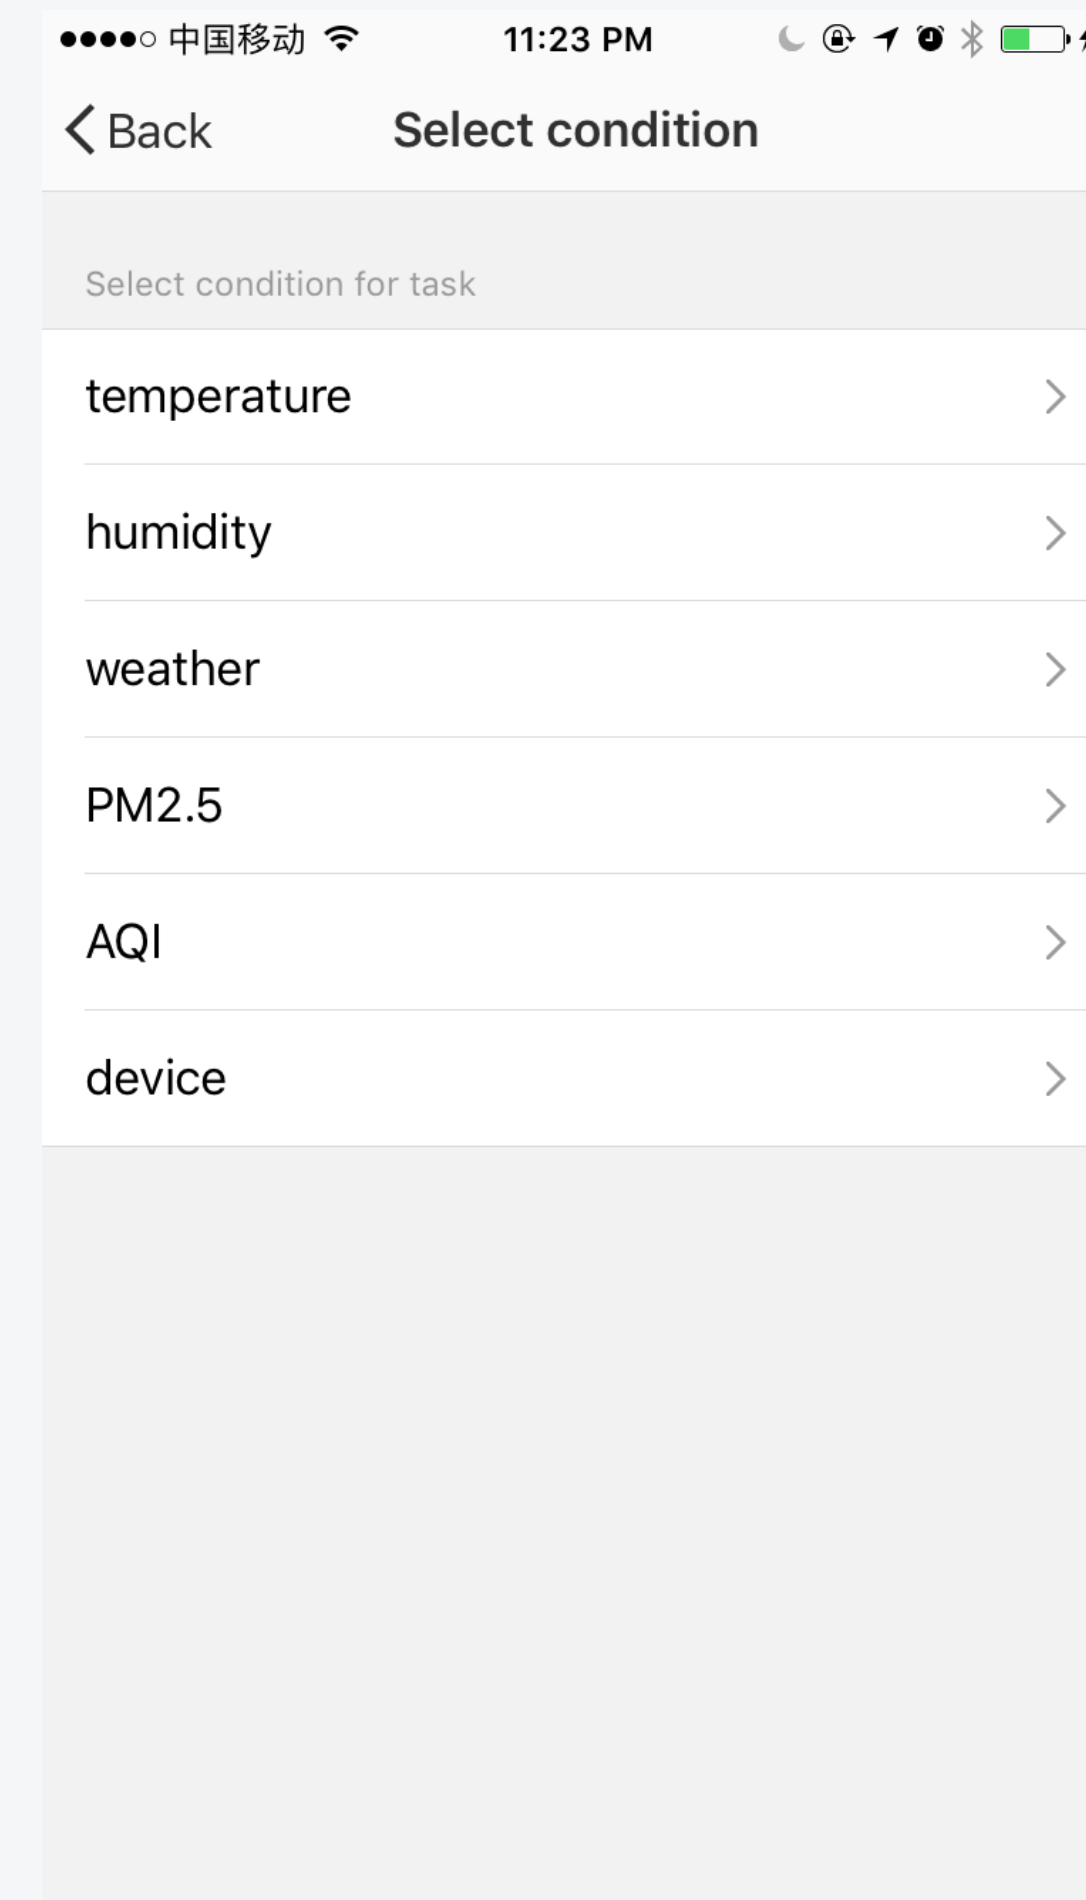 中国移动 11:23 PM
Back Select condition
Select condition for task
temperature
humidity
weather
PM2.5
AQI
device